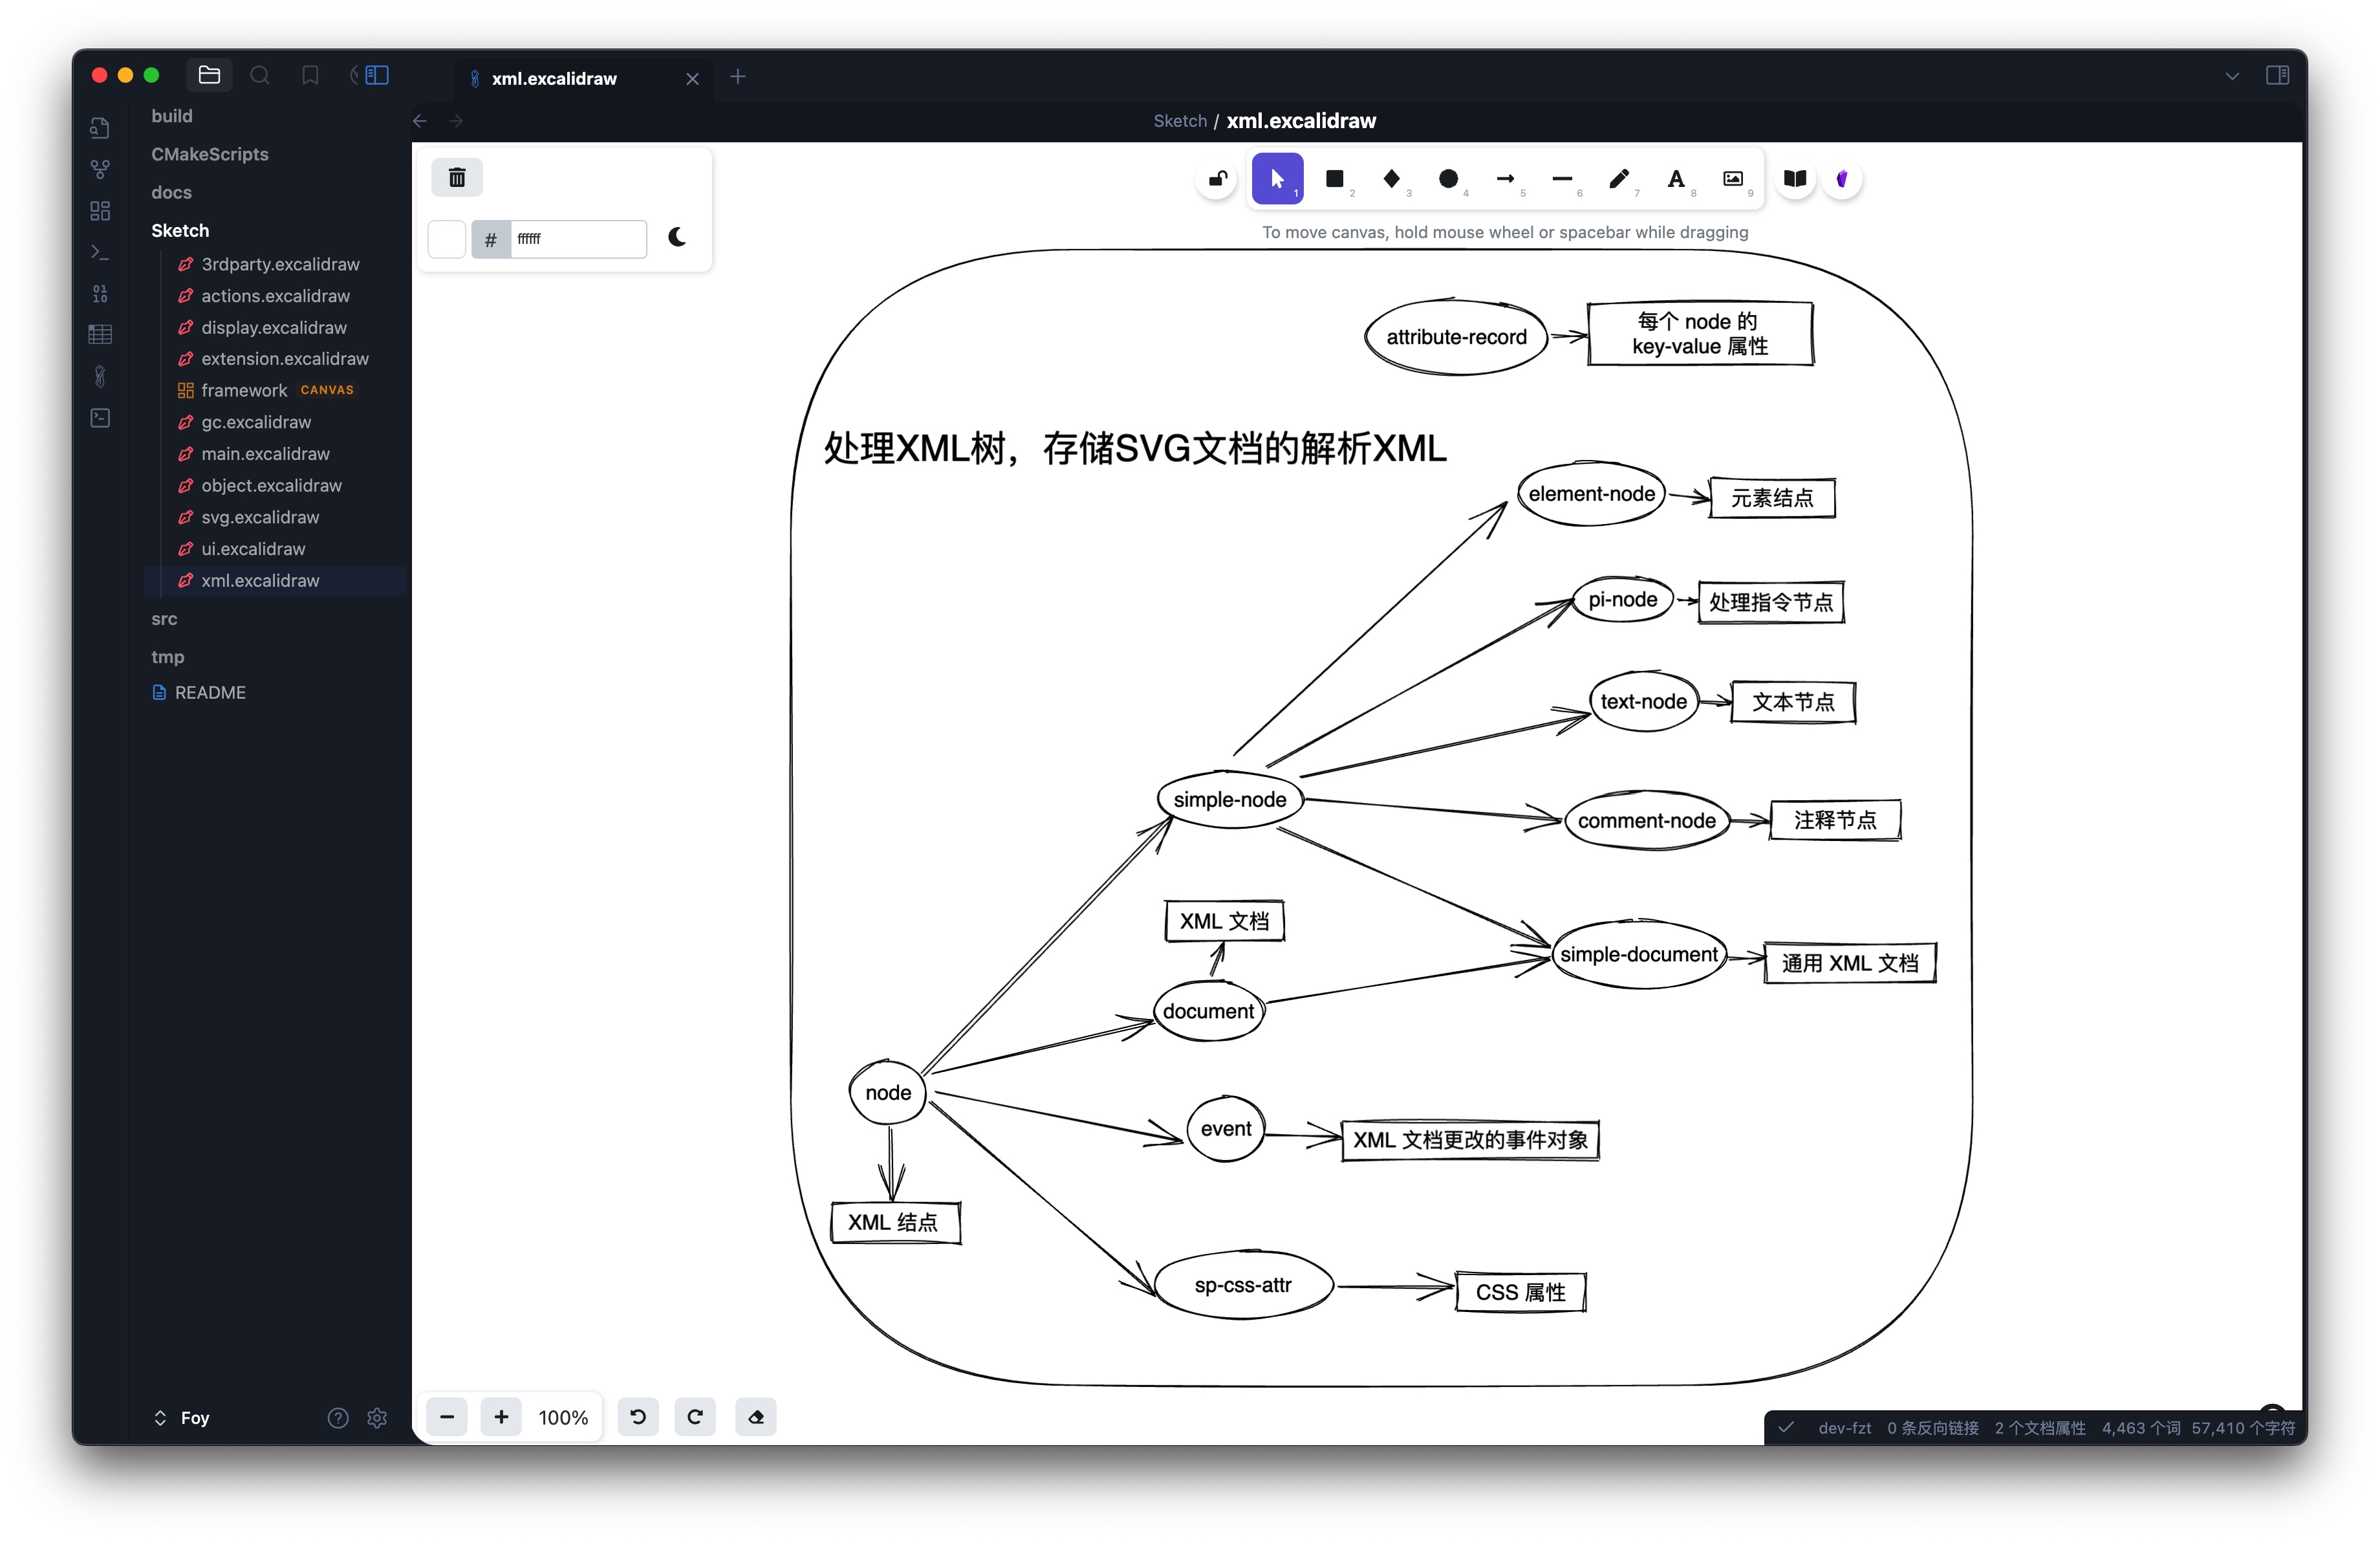 xml.excalidraw
build
CMakeScripts
docs
Sketch
3rdparty.excalidraw
actions.excalidraw
display.excalidraw
extension.excalidraw
framework CANVAS
gc.excalidraw
main.excalidraw
object.excalidraw
svg.excalidraw
ui.excalidraw
xml.excalidraw
src
tmp
README
Foy
Sketch / xml.excalidraw
# ffffff
1 2 3 4 5 6 7 A 8 9
To move canvas, hold mouse wheel or spacebar while dragging
attribute-record
每个 node 的
key-value 属性
处理XML树，存储SVG文档的解析XML
element-node
元素结点
pi-node
处理指令节点
text-node
文本节点
simple-node
comment-node
注释节点
XML 文档
simple-document
通用 XML 文档
document
node
event
XML 文档更改的事件对象
XML 结点
sp-css-attr
CSS 属性
100%
dev-fzt 0 条反向链接 2 个文档属性 4,463 个词 57,410 个字符